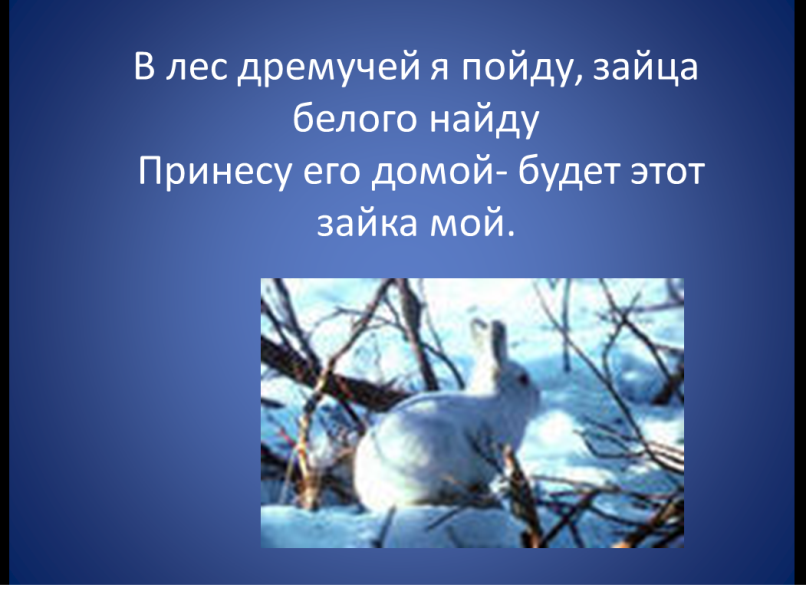 В лес дремучей я пойду, зайца
белого найду
Принесу его домой- будет этот
зайка мой.